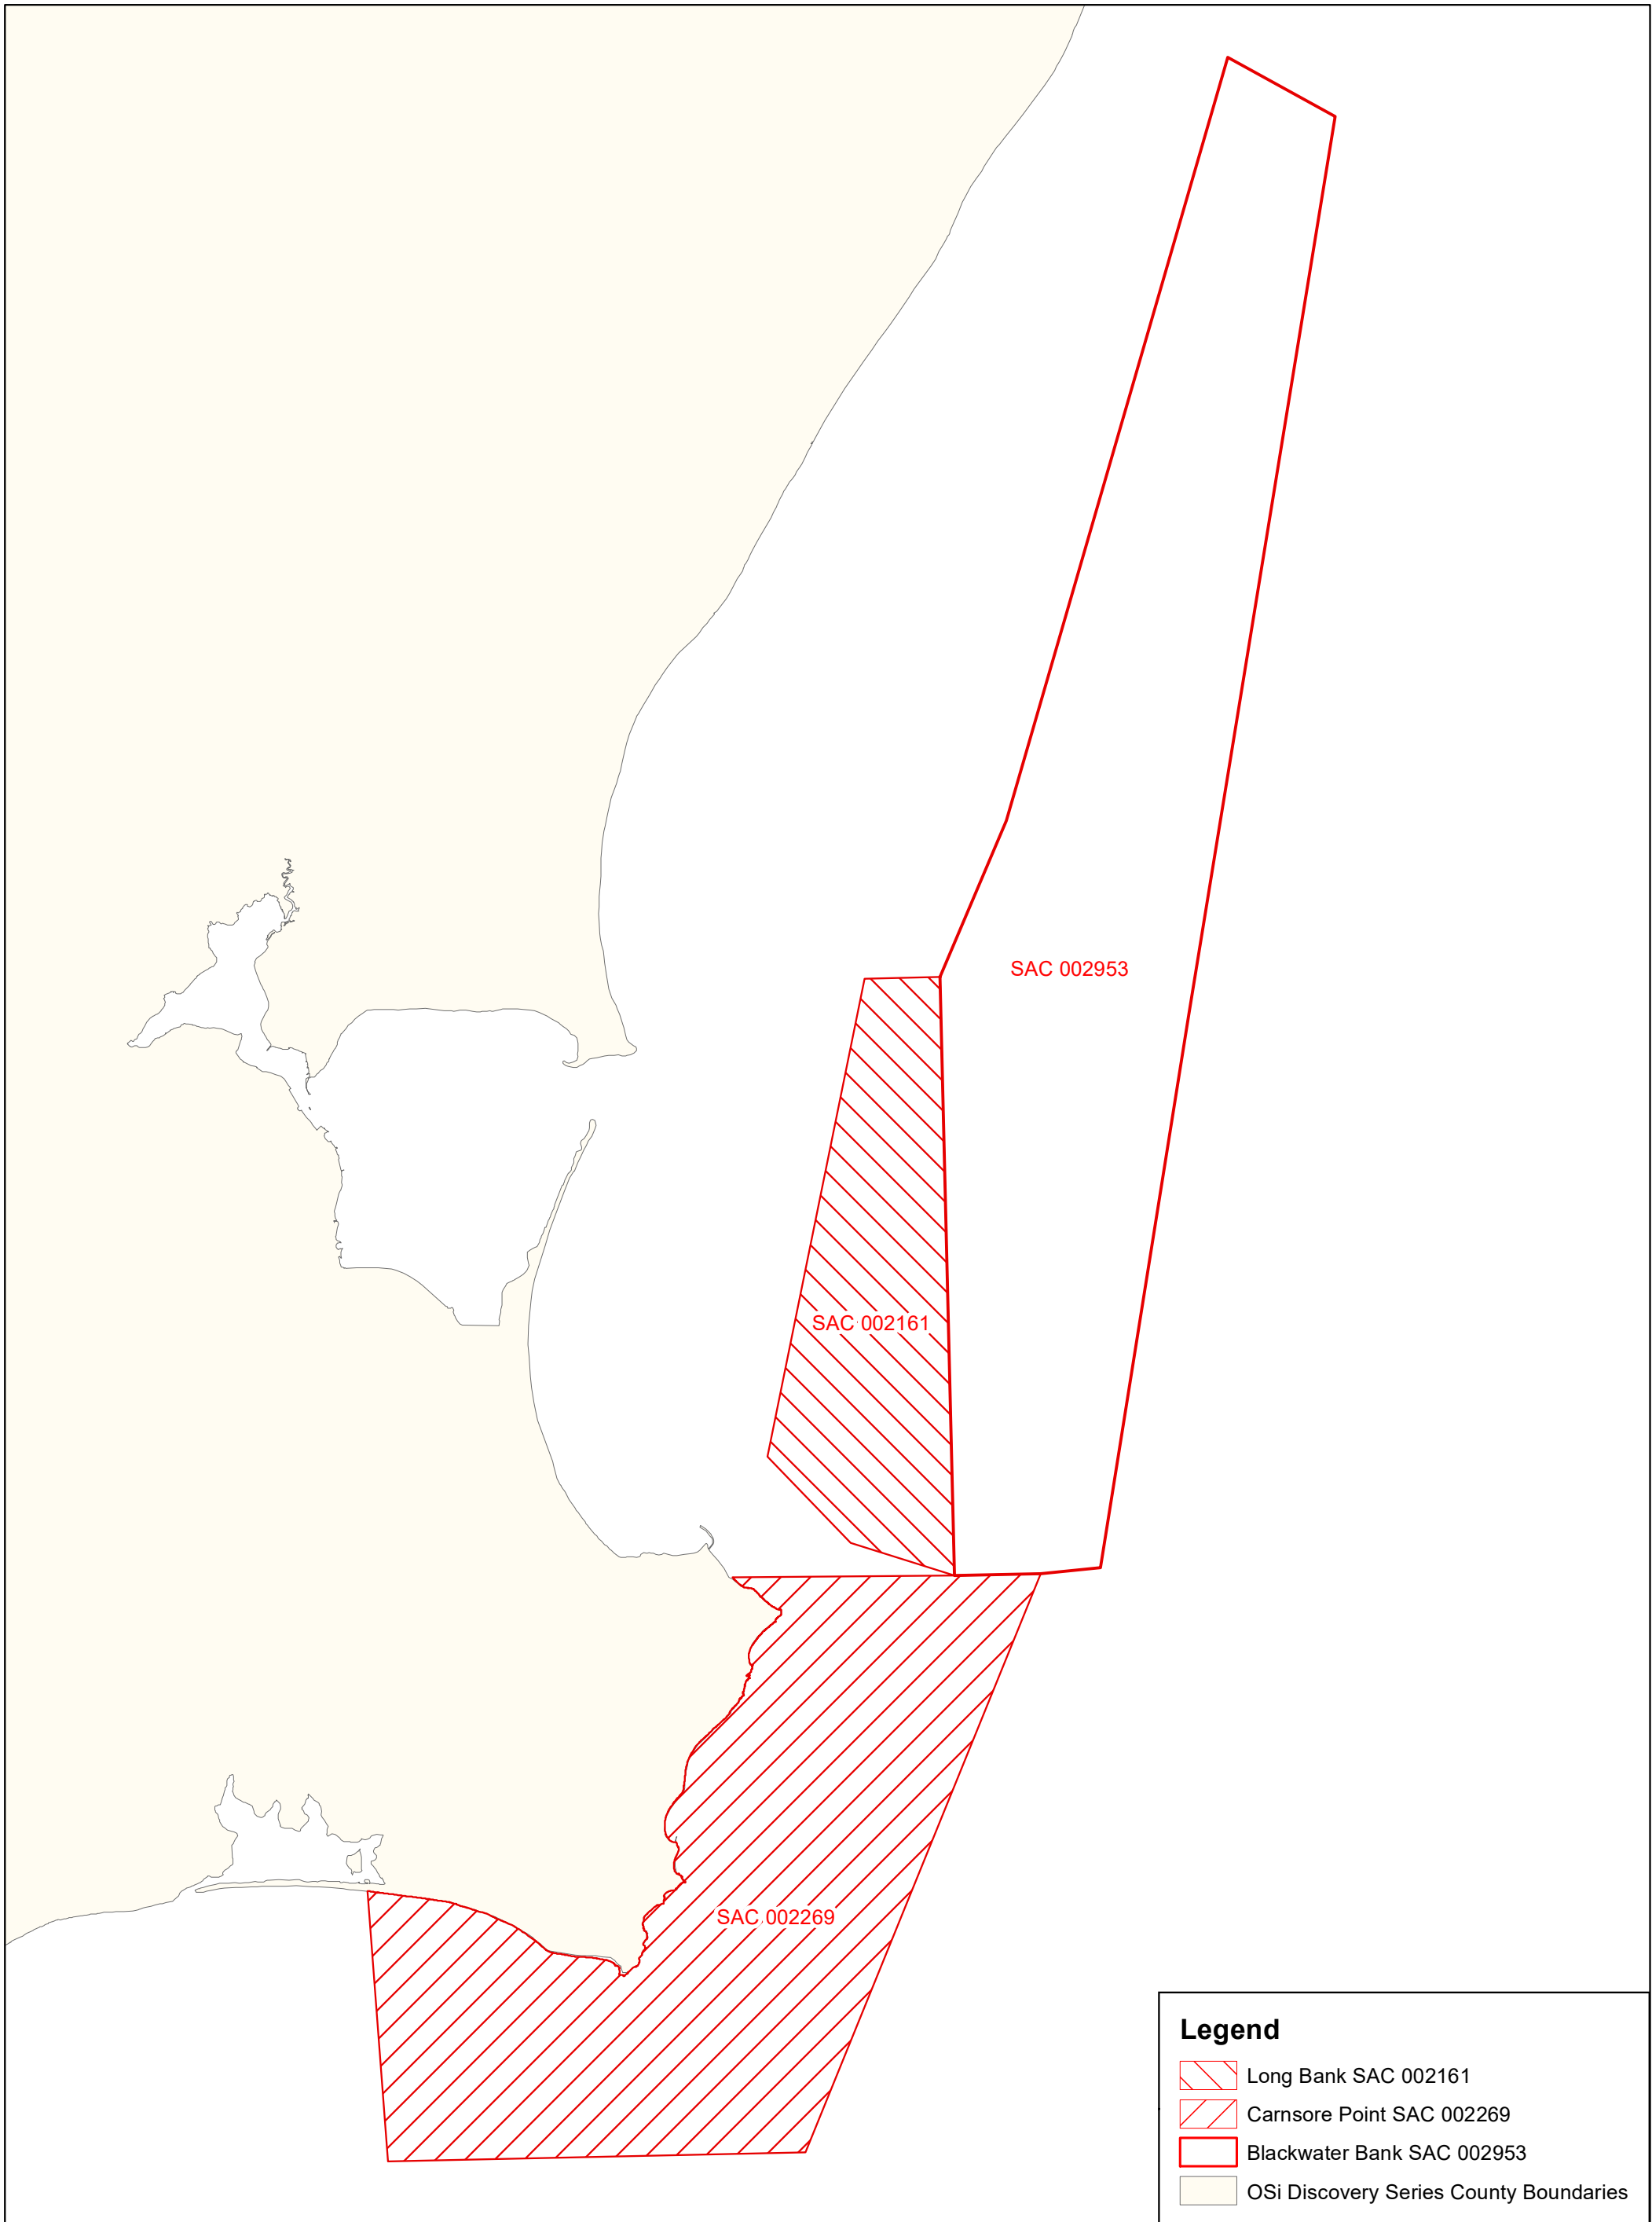 SAC 002953
SAC 002161
SAC 002269
Legend
Long Bank SAC 002161
Carnsore Point SAC 002269
Blackwater Bank SAC 002953
OSi Discovery Series County Boundaries